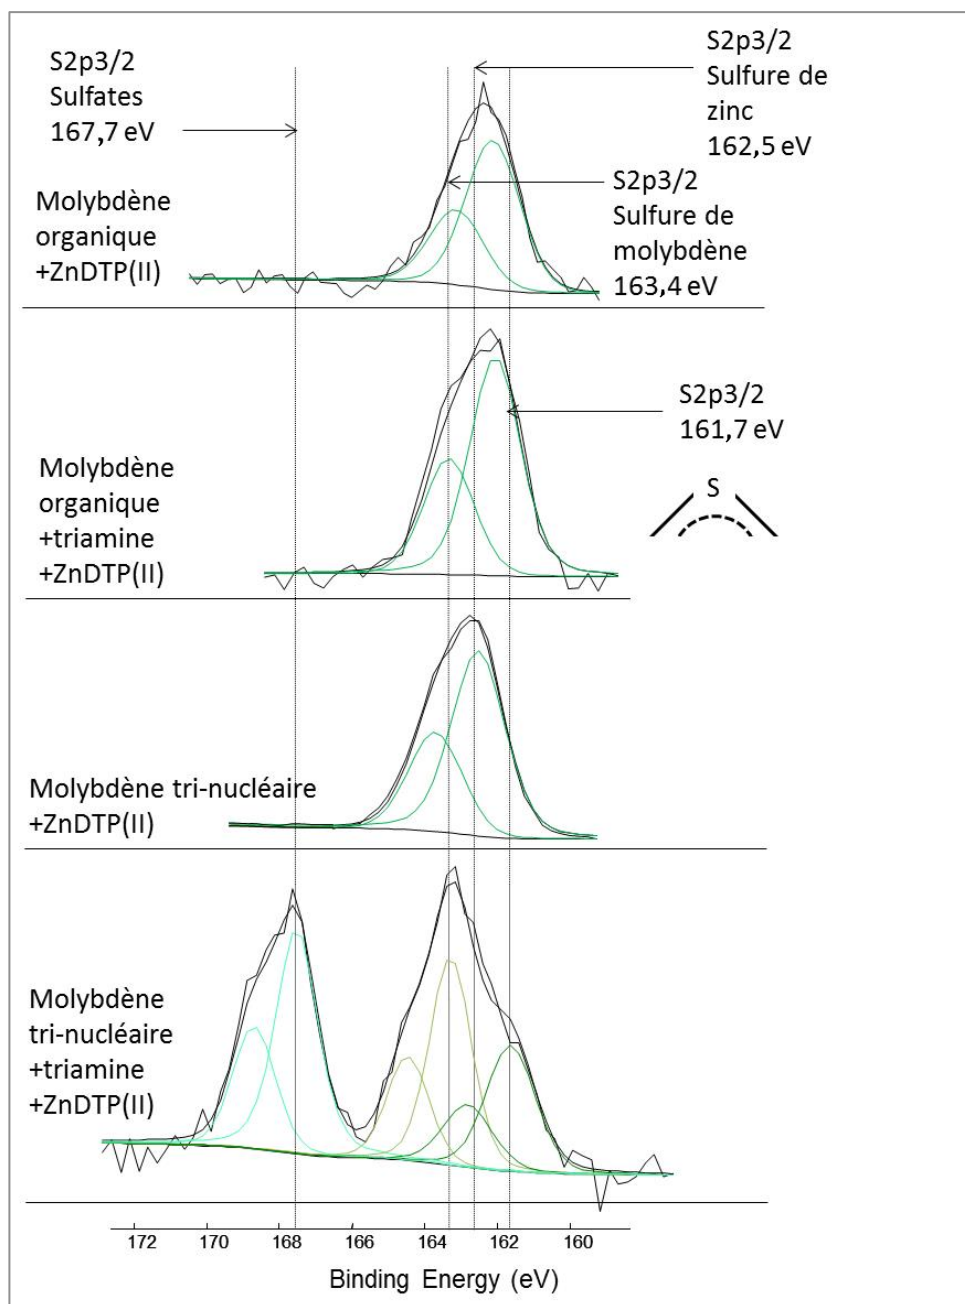 S2p3/2
Sulfates
167,7 eV
S2p3/2
Sulfure de
zinc
162,5 eV
S2p3/2
Sulfure de
molybdène
163,4 eV
Molybdène
organique
+ZnDTP(II)
S2p3/2
161,7 eV
S
Molybdène
organique
+triamine
+ZnDTP(II)
Molybdène tri-nucléaire
+ZnDTP(II)
Molybdène
tri-nucléaire
+triamine
+ZnDTP(II)
172 170 168 166 164 162 160
Binding Energy (eV)